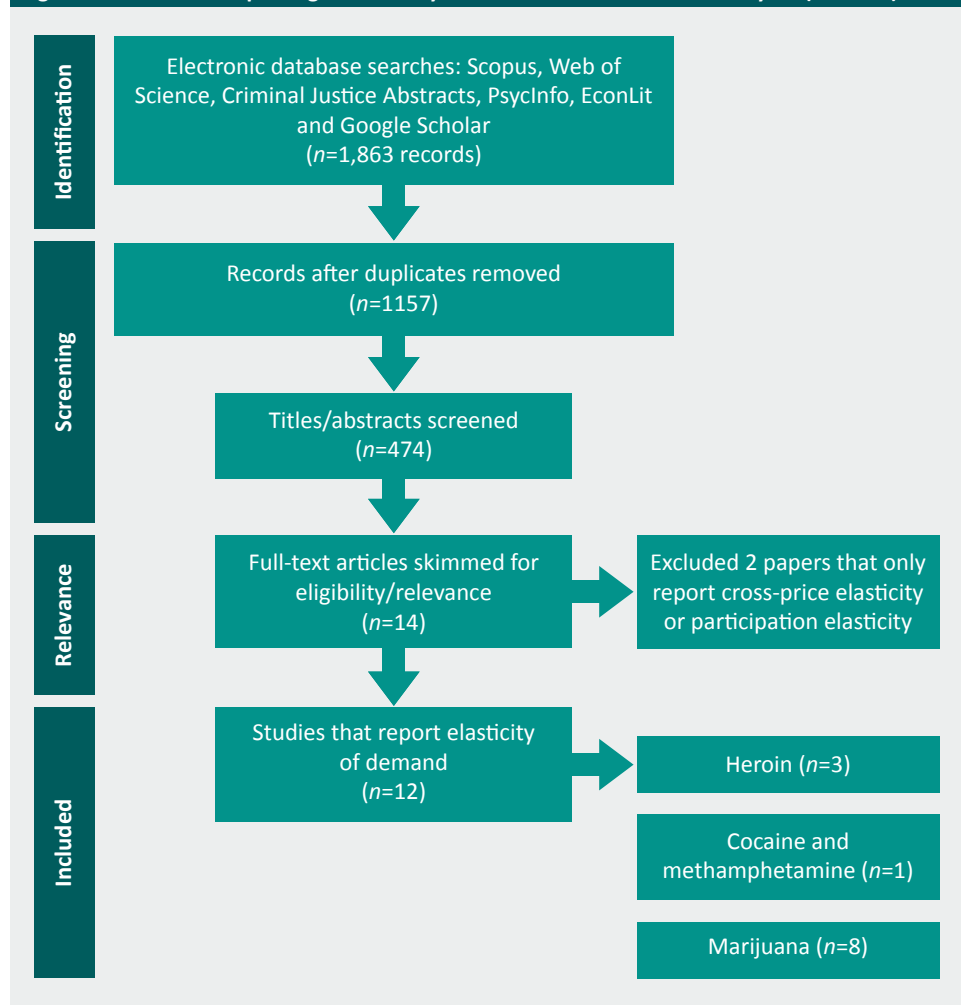 Identification
Electronic database searches: Scopus, Web of
Science, Criminal Justice Abstracts, PsycInfo, EconLit
and Google Scholar
(n=1,863 records)
Screening
Records after duplicates removed
(n=1157)
Titles/abstracts screened
(n=474)
Relevance
Full-text articles skimmed for
eligibility/relevance
(n=14)
Excluded 2 papers that only
report cross-price elasticity
or participation elasticity
Included
Studies that report elasticity
of demand
(n=12)
Heroin (n=3)
Cocaine and
methamphetamine (n=1)
Marijuana (n=8)